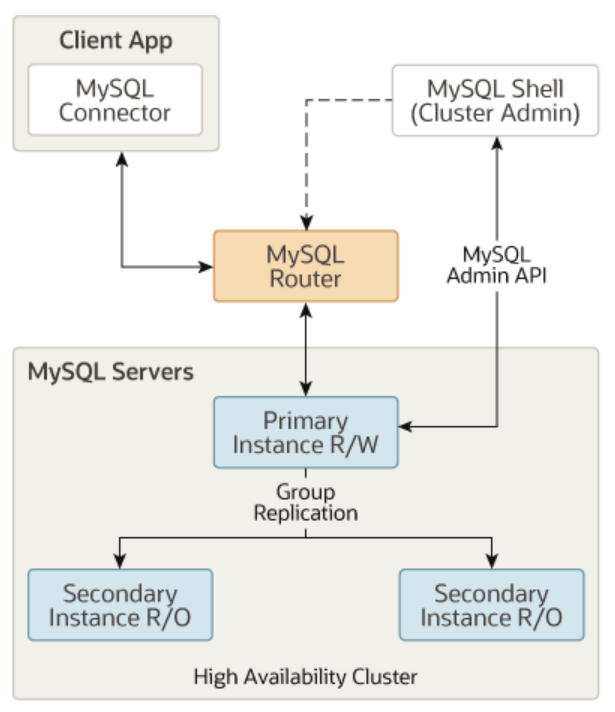 Client App
MySQL
Connector
MySQL Shell
(Cluster Admin)
MySQL
Router
MySQL
Admin API
MySQL Servers
Primary
Instance R/W
Group
Replication
Secondary
Instance R/O
Secondary
Instance R/O
High Availability Cluster